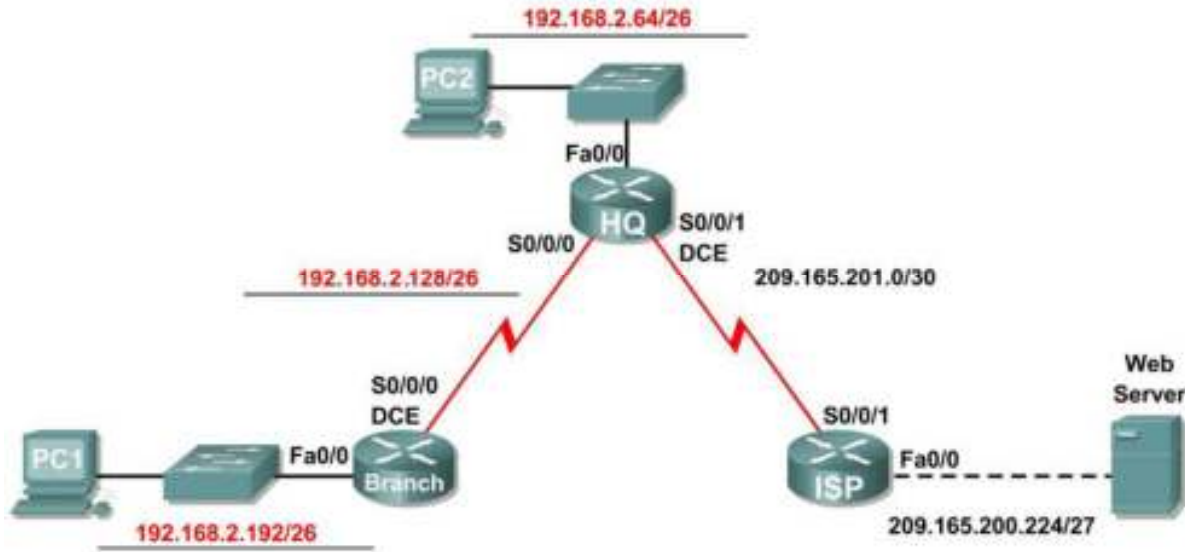 192.168.2.64/26
PC2
Fa0/0
HQ
S0/0/0
S0/0/1
DCE
192.168.2.128/26
209.165.201.0/30
S0/0/0
DCE
Web
Server
S0/0/1
PC1
Fa0/0
Branch
ISP
Fa0/0
192.168.2.192/26
209.165.200.224/27